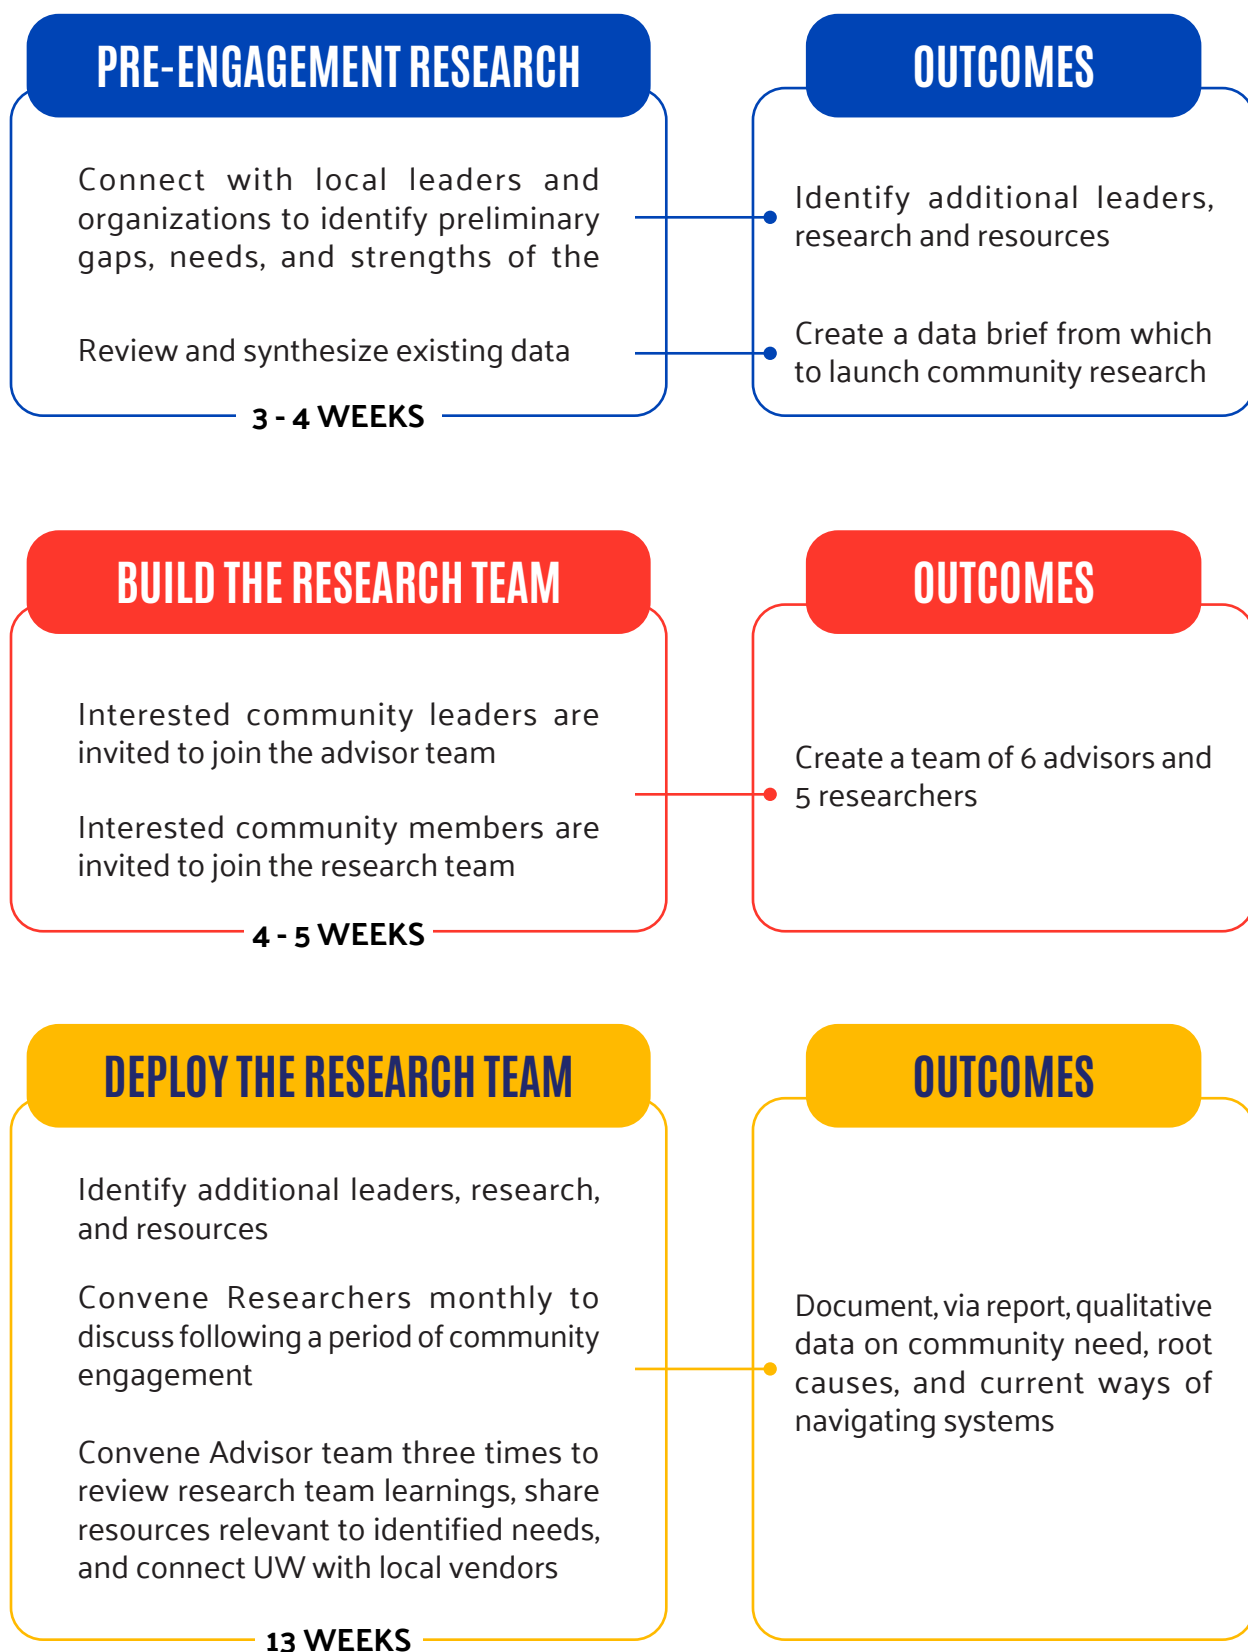 PRE-ENGAGEMENT RESEARCH
Connect with local leaders and
organizations to identify preliminary
gaps, needs, and strengths of the
Review and synthesize existing data
3 - 4 WEEKS
OUTCOMES
Identify additional leaders,
research and resources
Create a data brief from which
to launch community research
BUILD THE RESEARCH TEAM
Interested community leaders are
invited to join the advisor team
Interested community members are
invited to join the research team
4 - 5 WEEKS
OUTCOMES
Create a team of 6 advisors and
5 researchers
DEPLOY THE RESEARCH TEAM
Identify additional leaders, research,
and resources
Convene Researchers monthly to
discuss following a period of community
engagement
Convene Advisor team three times to
review research team learnings, share
resources relevant to identified needs,
and connect UW with local vendors
13 WEEKS
OUTCOMES
Document, via report, qualitative
data on community need, root
causes, and current ways of
navigating systems